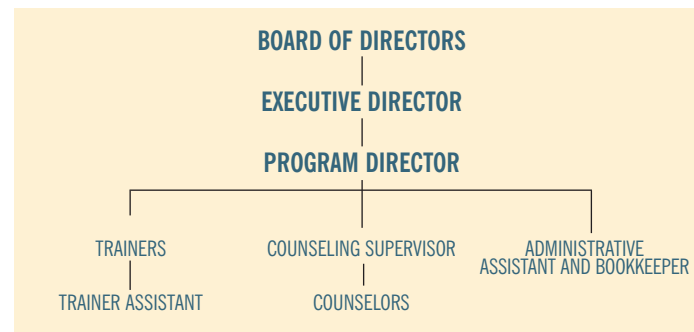 BOARD OF DIRECTORS
EXECUTIVE DIRECTOR
PROGRAM DIRECTOR
TRAINERS
TRAINER ASSISTANT
COUNSELING SUPERVISOR
COUNSELORS
ADMINISTRATIVE
ASSISTANT AND BOOKKEEPER